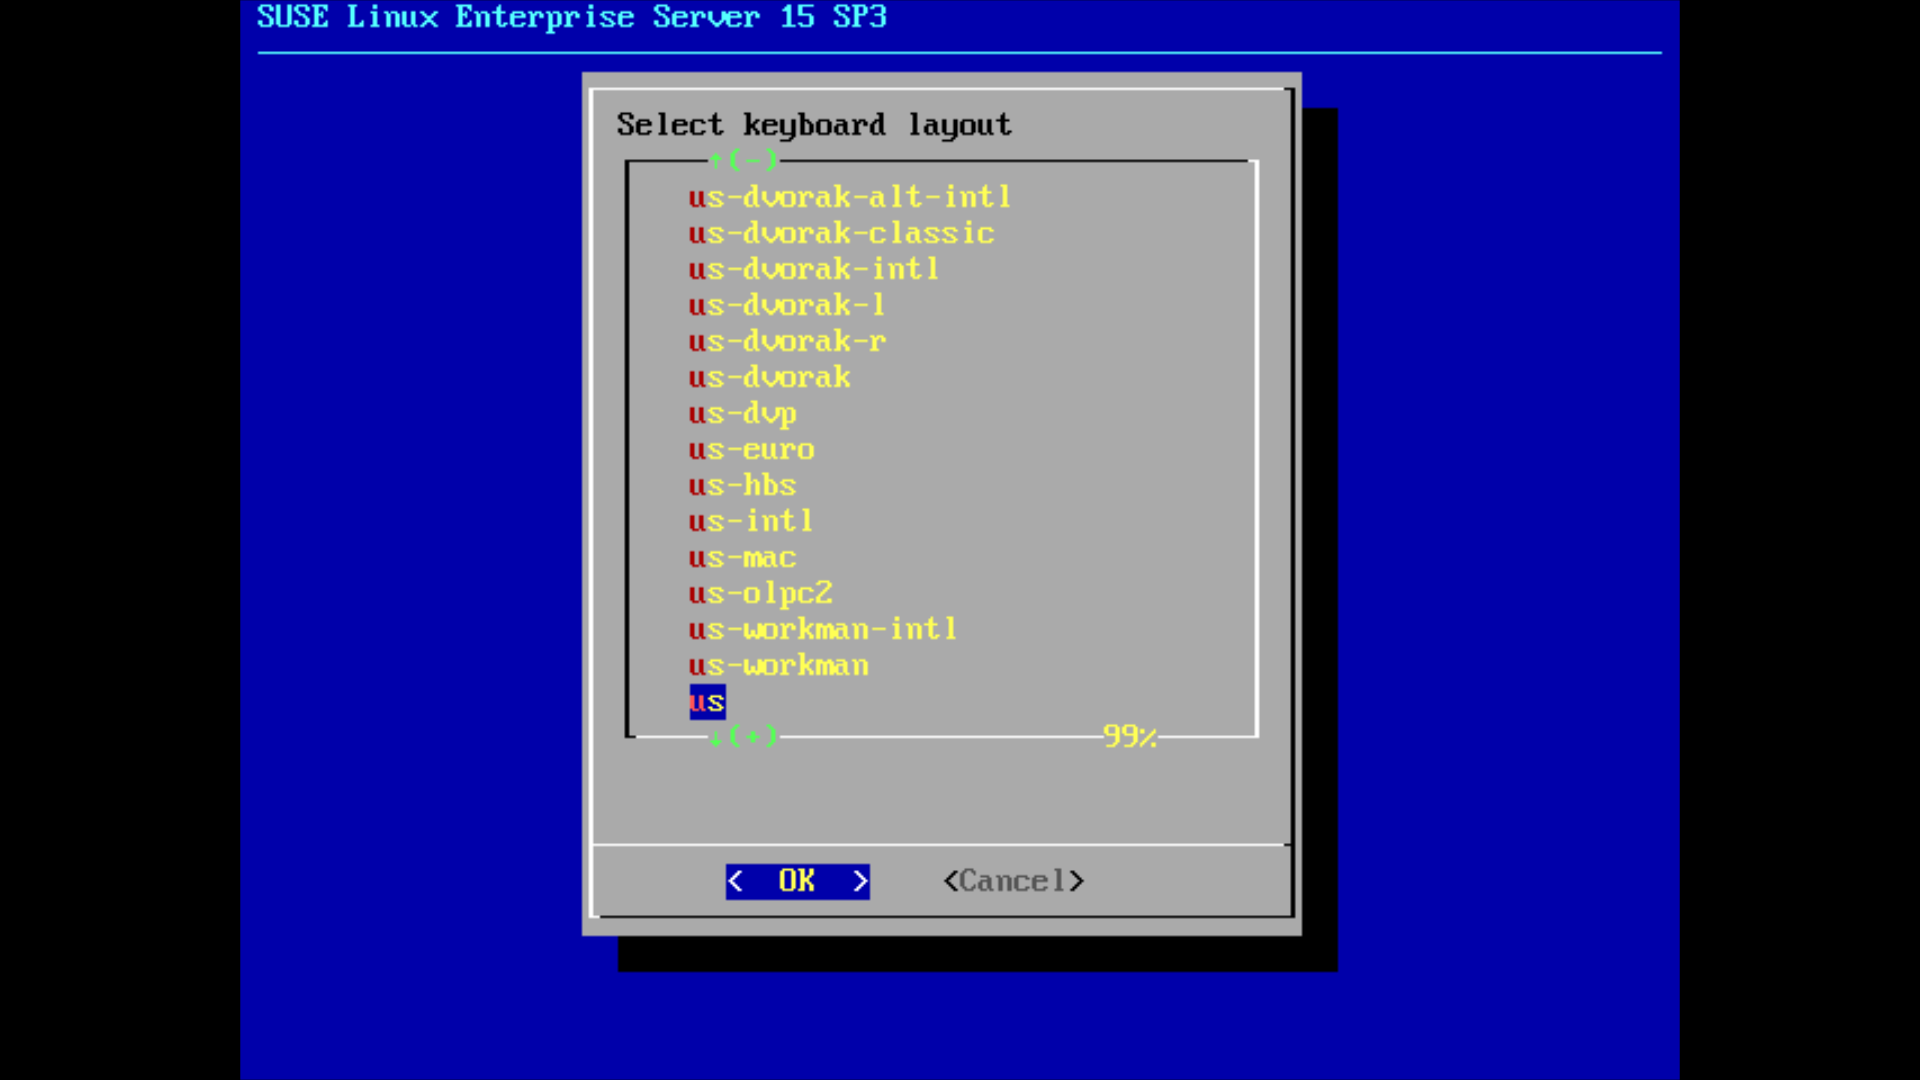 SUSE Linux Enterprise Server 15 SP3
Select keyboard layout
↑(-)
us-dvorak-alt-intl
us-dvorak-classic
us-dvorak-intl
us-dvorak-l
us-dvorak-r
us-dvorak
us-dvp
us-euro
us-hbs
us-intl
us-mac
us-olpc2
us-workman-intl
us-workman
us
↓(+) 99%
< OK > <Cancel>